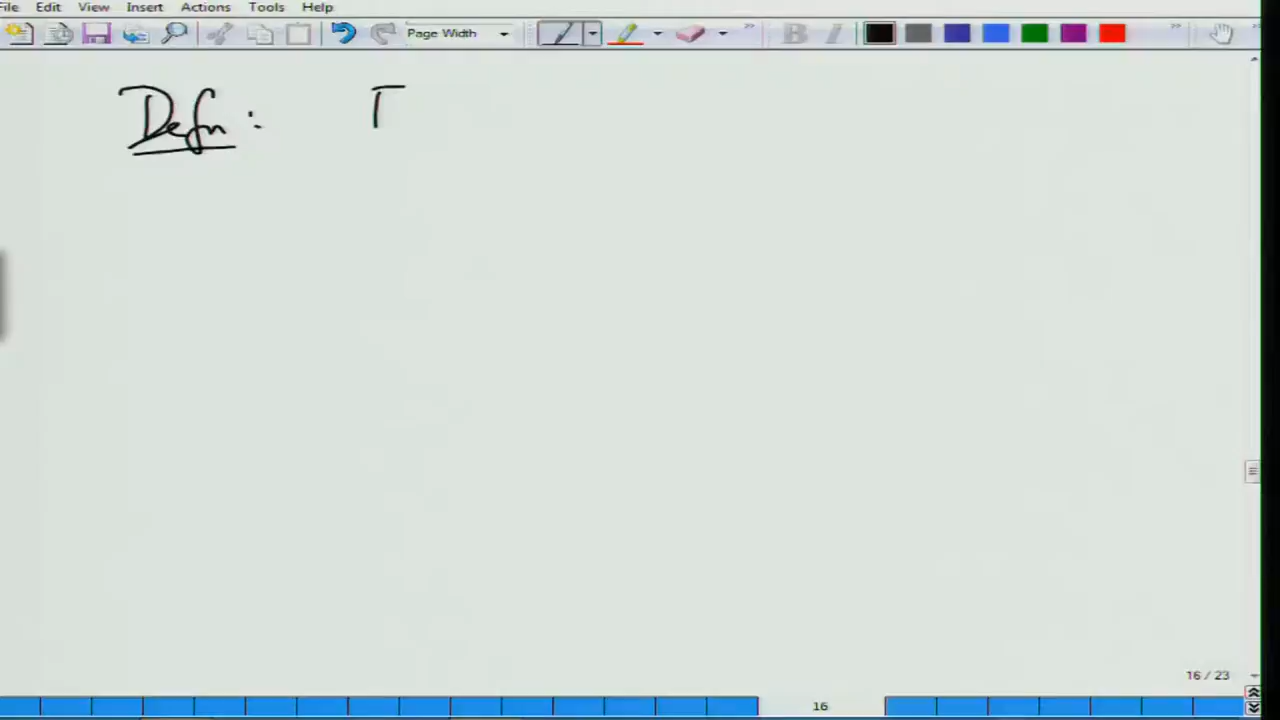 File Edit View Insert Actions Tools Help
Page Width B I
Defn : Γ
16 / 23
16